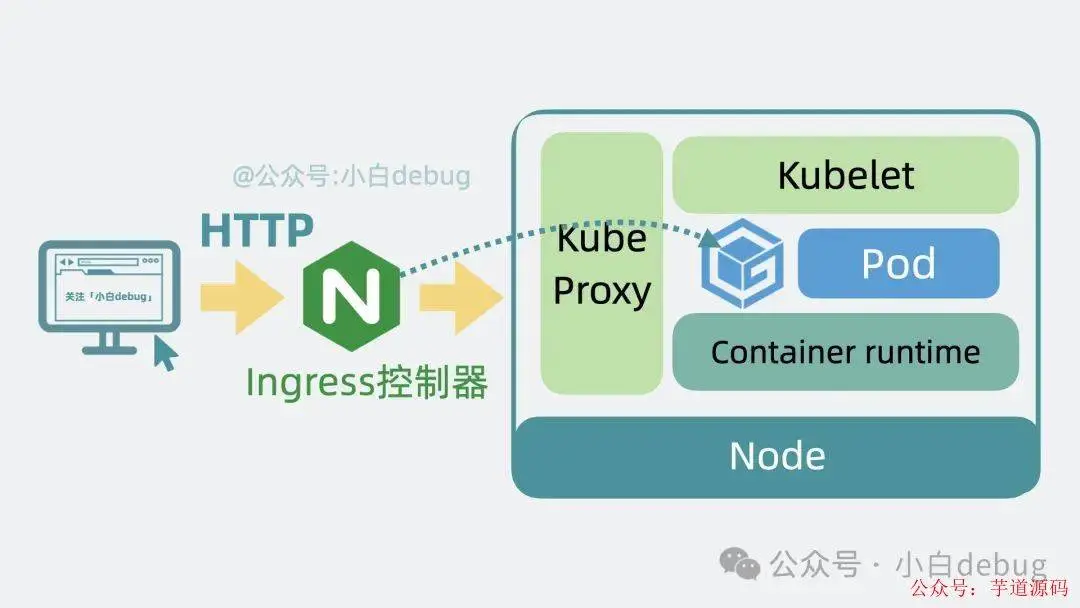 @公众号:小白debug
HTTP
关注「小白debug」
N
Ingress控制器
Kube
Proxy
Kubelet
Pod
Container runtime
Node
公众号 · 小白debug
公众号：芋道源码